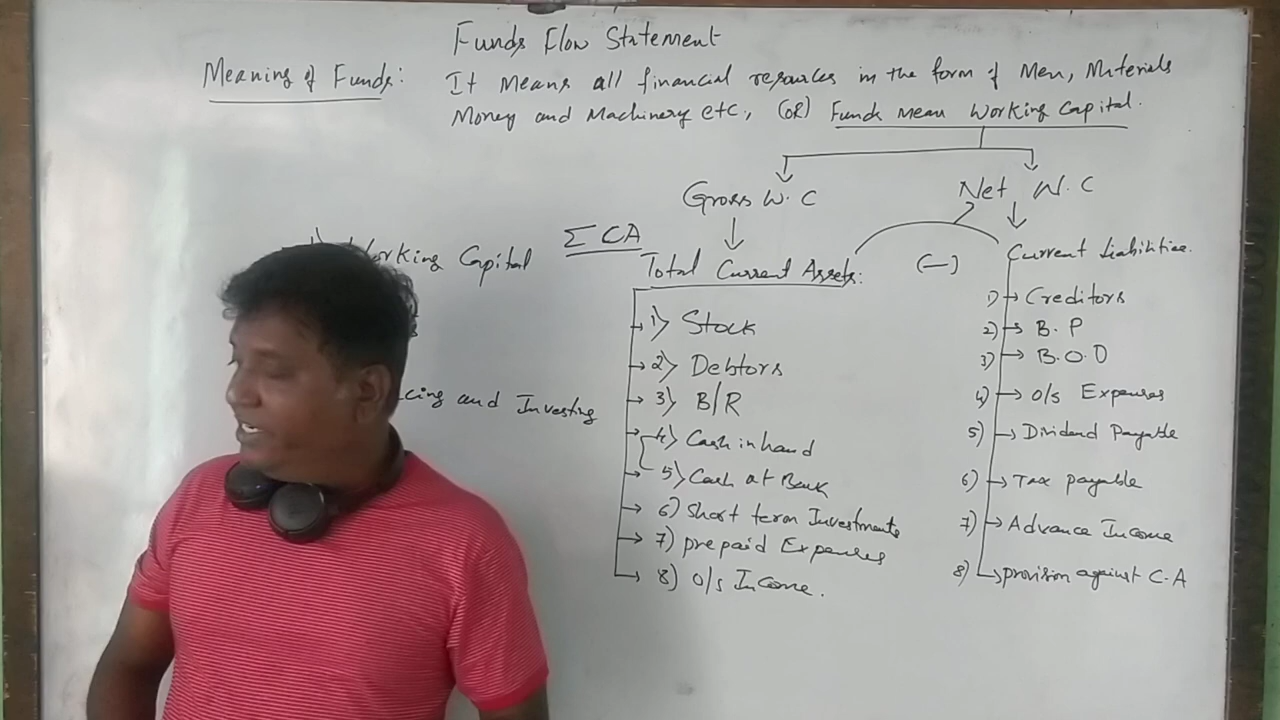 Funds Flow Statement
Meaning of Funds: It Means all financial resources in the form of Men, Materials
Money and Machinery etc., (OR) Funds mean Working Capital.
Gross W.C
Net W.C
Working Capital
Σ CA
Total Current Assets:
(—)
Current Liabilities.
1) Stock
2) Debtors
3) B/R
4) Cash in hand
5) Cash at Bank
6) Short term Investments
7) prepaid Expenses
8) O/s Income.
1) Creditors
2) B.P
3) B.O.D
4) O/s Expenses
5) Dividend Payable
6) Tax payable
7) Advance Income
8) provision against C.A
and Investing